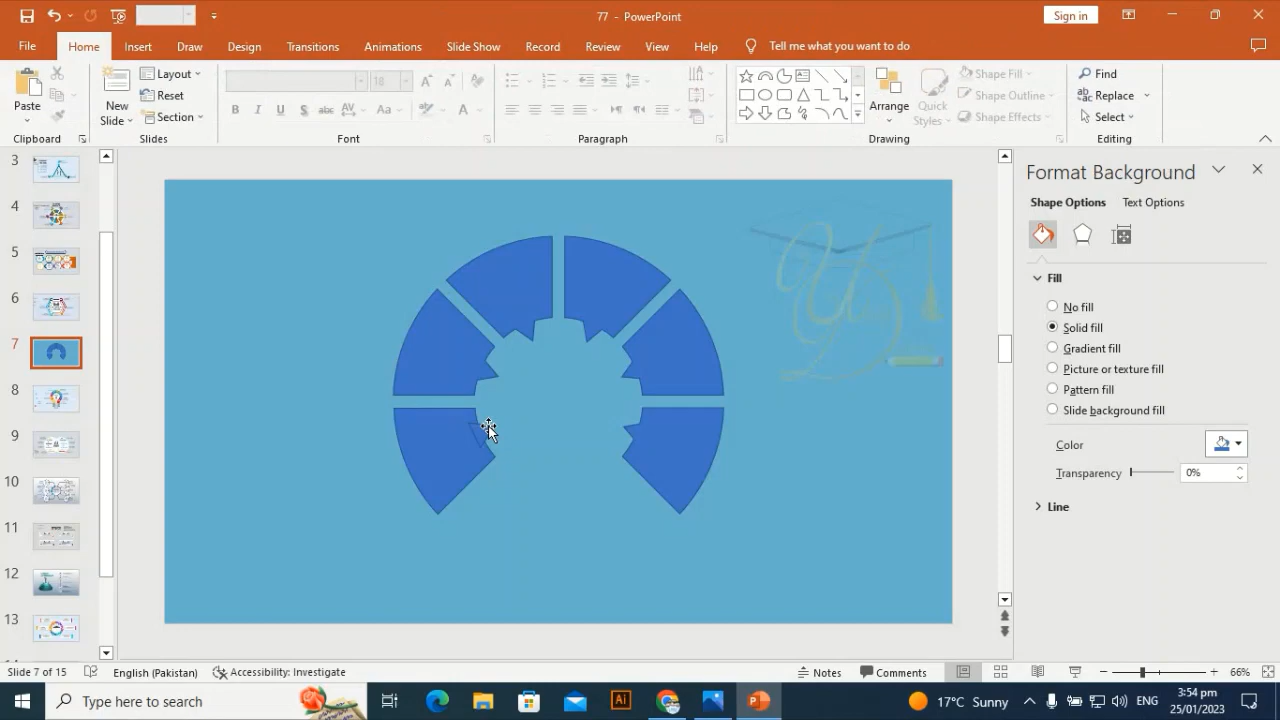 77 - PowerPoint
Sign in
File Home Insert Draw Design Transitions Animations Slide Show Record Review View Help Tell me what you want to do
Paste
Clipboard
New Slide
Layout
Reset
Section
Slides
18
B I U S abc AV Aa A
Font
Paragraph
Arrange
Quick Styles
Shape Fill
Shape Outline
Shape Effects
Drawing
Find
Replace
Select
Editing
3
4
5
6
7
8
9
10
11
12
13
Format Background
Shape Options Text Options
Fill
No fill
Solid fill
Gradient fill
Picture or texture fill
Pattern fill
Slide background fill
Color
Transparency 0%
Line
Slide 7 of 15 English (Pakistan) Accessibility: Investigate Notes Comments 66%
Type here to search
Ai
17°C Sunny
ENG
3:54 pm
25/01/2023